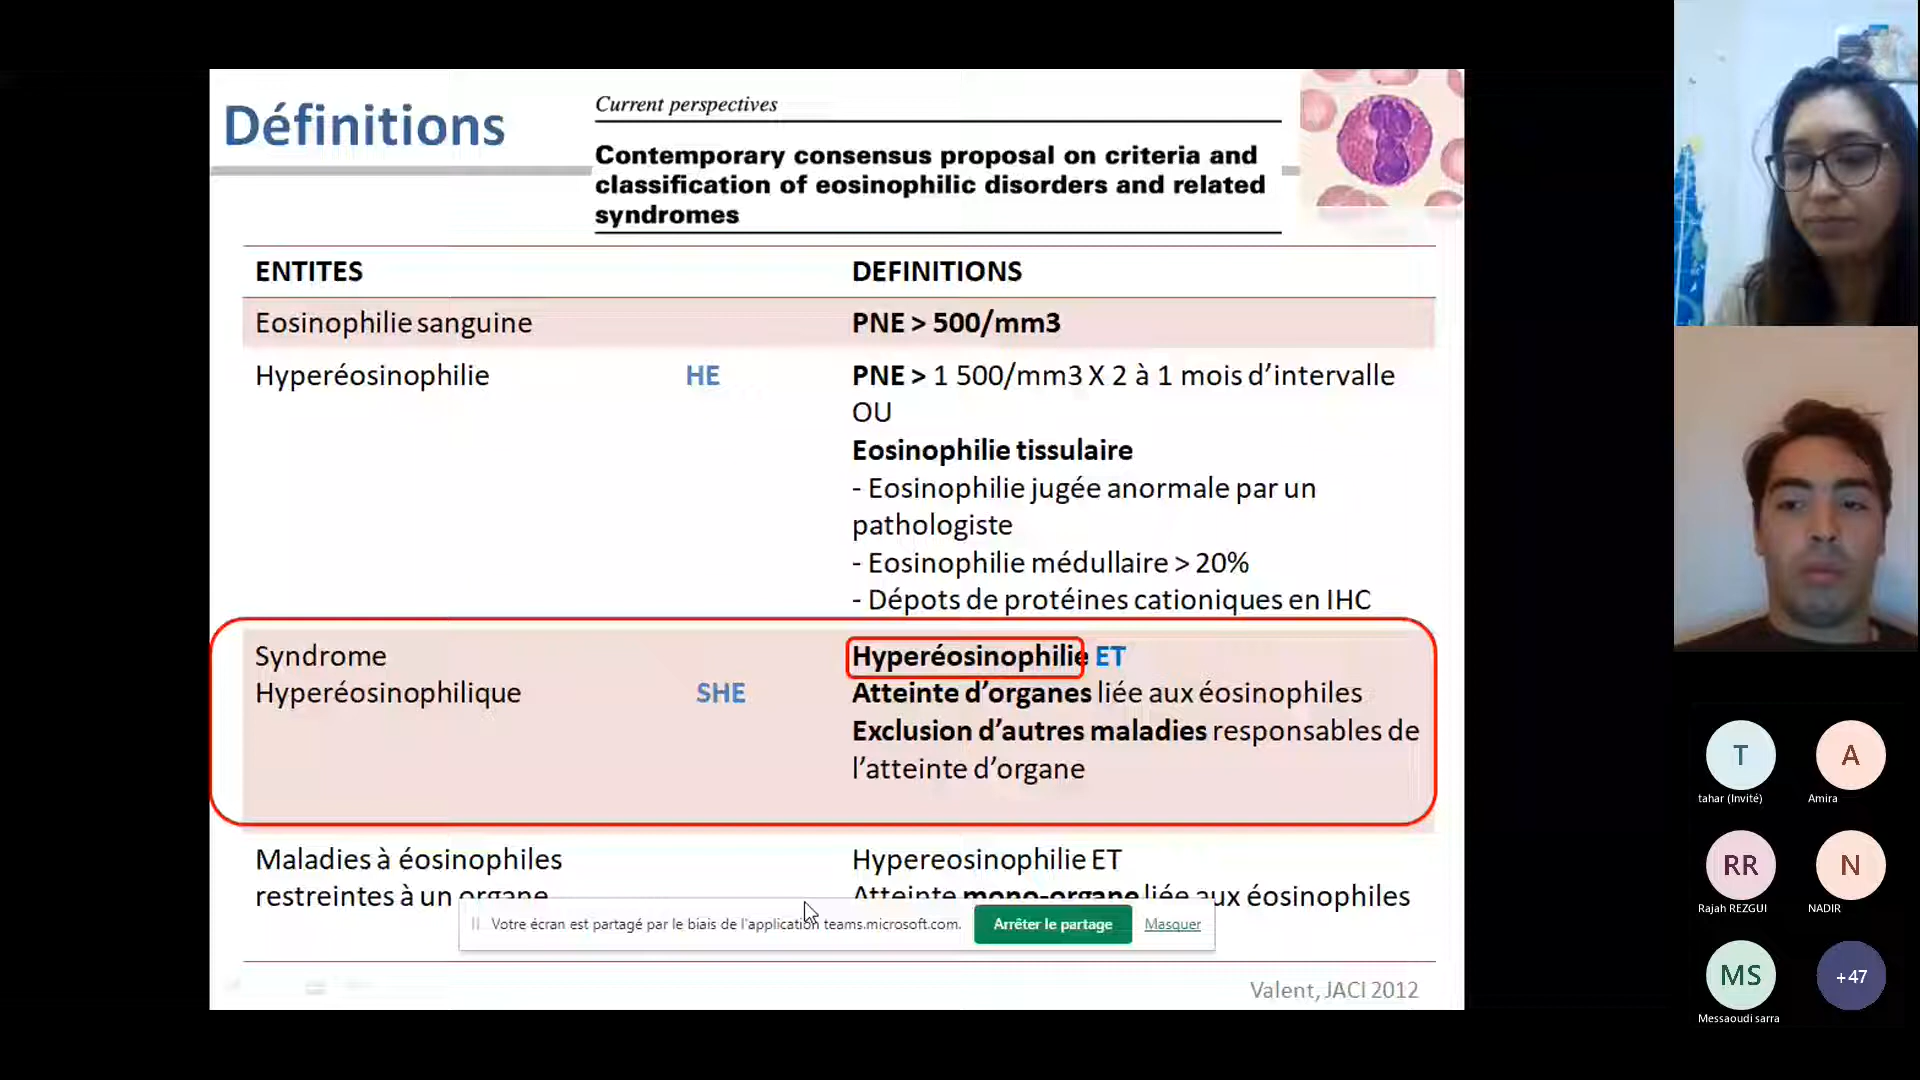 Définitions
Current perspectives
Contemporary consensus proposal on criteria and
classification of eosinophilic disorders and related
syndromes
ENTITES DEFINITIONS
Eosinophilie sanguine PNE > 500/mm3
Hyperéosinophilie HE PNE > 1 500/mm3 X 2 à 1 mois d’intervalle
OU
Eosinophilie tissulaire
- Eosinophilie jugée anormale par un
pathologiste
- Eosinophilie médullaire > 20%
- Dépots de protéines cationiques en IHC
Syndrome Hyperéosinophilie ET
Hyperéosinophilique SHE Atteinte d’organes liée aux éosinophiles
Exclusion d’autres maladies responsables de
l’atteinte d’organe
Maladies à éosinophiles Hypereosinophilie ET
restreintes à un organe Atteinte mono-organe liée aux éosinophiles
Votre écran est partagé par le biais de l'application teams.microsoft.com. Arrêter le partage Masquer
Valent, JACI 2012
T A
tahar (Invité) Amira
RR N
Rajah REZGUI NADIR
MS +47
Messaoudi sarra